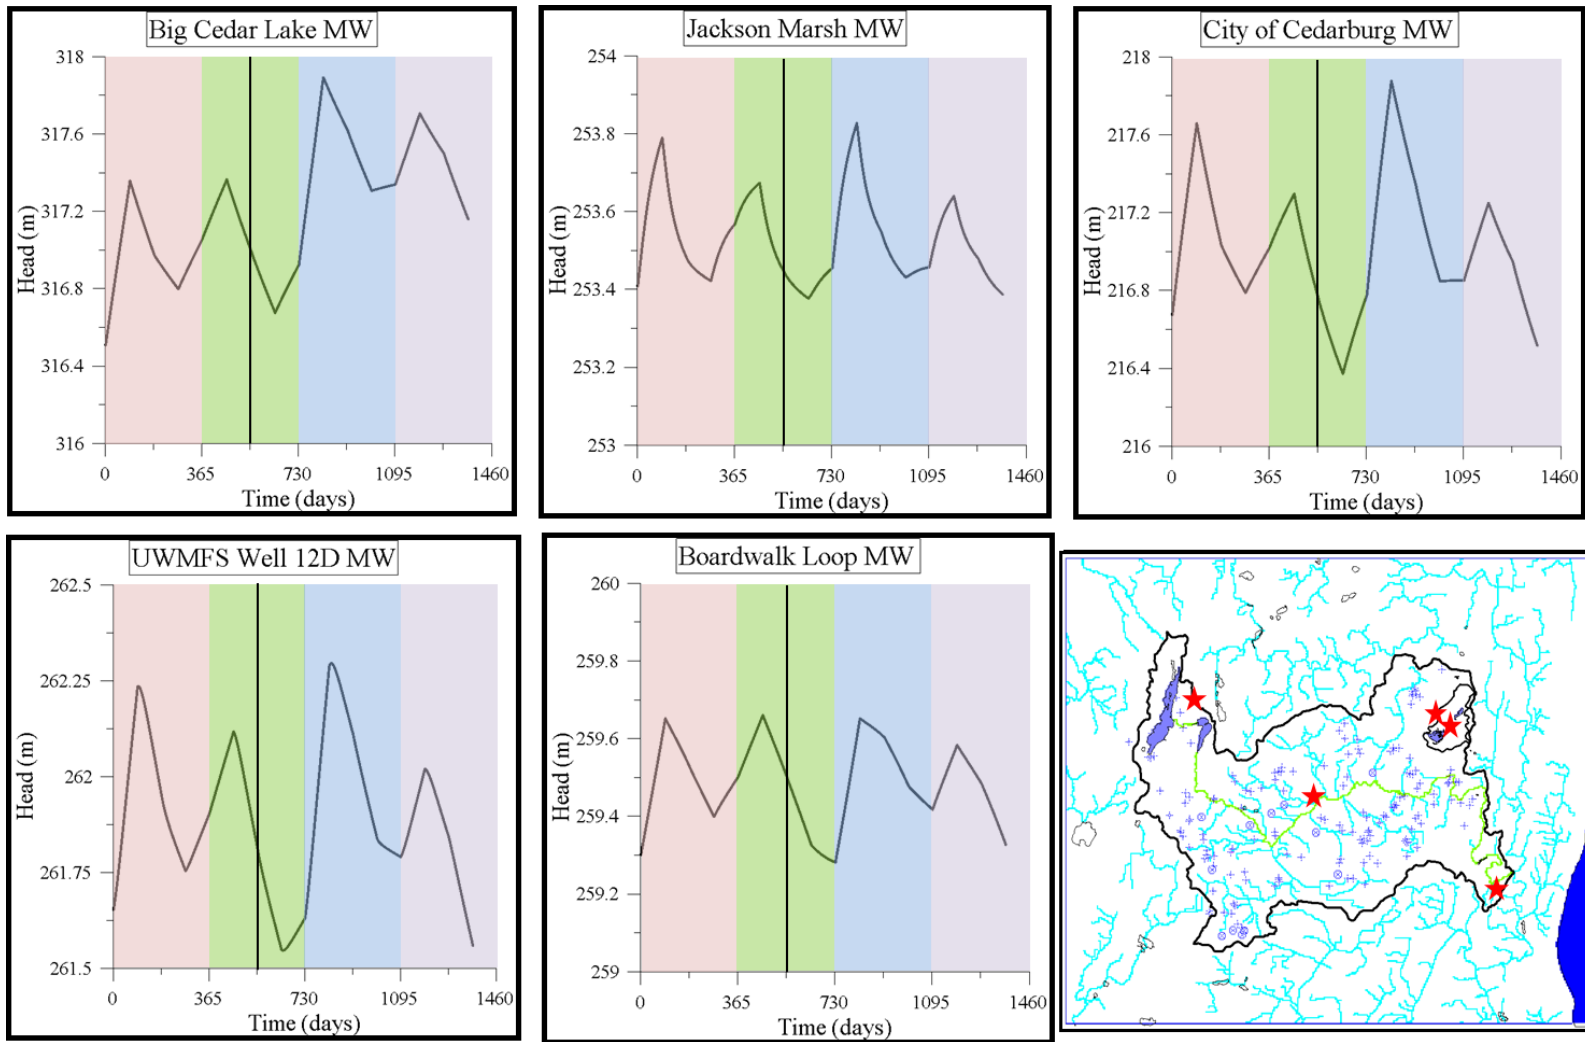 Big Cedar Lake MW
318
317.6
317.2
316.8
316.4
316
Head (m)
0 365 730 1095 1460
Time (days)
Jackson Marsh MW
254
253.8
253.6
253.4
253.2
253
Head (m)
0 365 730 1095 1460
Time (days)
City of Cedarburg MW
218
217.6
217.2
216.8
216.4
216
Head (m)
0 365 730 1095 1460
Time (days)
UWMFS Well 12D MW
262.5
262.25
262
261.75
261.5
Head (m)
0 365 730 1095 1460
Time (days)
Boardwalk Loop MW
260
259.8
259.6
259.4
259.2
259
Head (m)
0 365 730 1095 1460
Time (days)